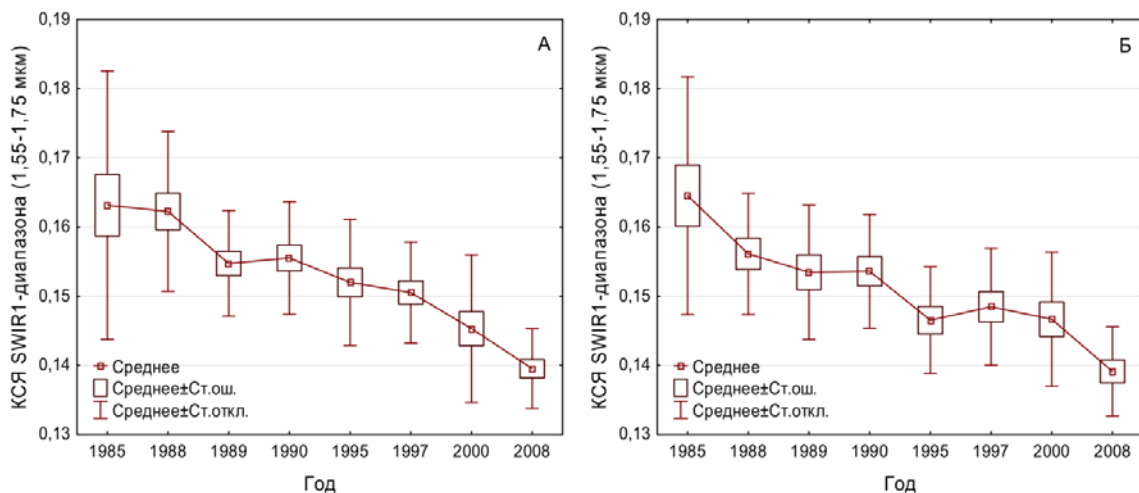 КСЯ SWIR1-диапазона (1,55-1,75 мкм)
0,19
0,18
0,17
0,16
0,15
0,14
0,13
А
Среднее
Среднее±Ст.ош.
Среднее±Ст.откл.
1985 1988 1989 1990 1995 1997 2000 2008
Год
КСЯ SWIR1-диапазона (1,55-1,75 мкм)
0,19
0,18
0,17
0,16
0,15
0,14
0,13
Б
Среднее
Среднее±Ст.ош.
Среднее±Ст.откл.
1985 1988 1989 1990 1995 1997 2000 2008
Год